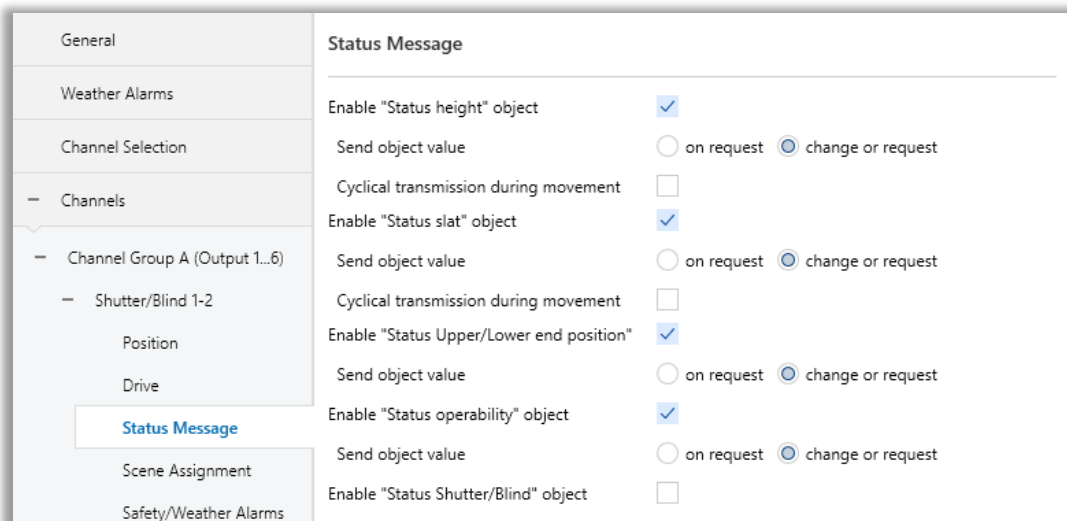 General
Weather Alarms
Channel Selection
Channels
Channel Group A (Output 1...6)
Shutter/Blind 1-2
Position
Drive
Status Message
Scene Assignment
Safety/Weather Alarms
Status Message
Enable "Status height" object
Send object value on request change or request
Cyclical transmission during movement
Enable "Status slat" object
Send object value on request change or request
Cyclical transmission during movement
Enable "Status Upper/Lower end position"
Send object value on request change or request
Enable "Status operability" object
Send object value on request change or request
Enable "Status Shutter/Blind" object